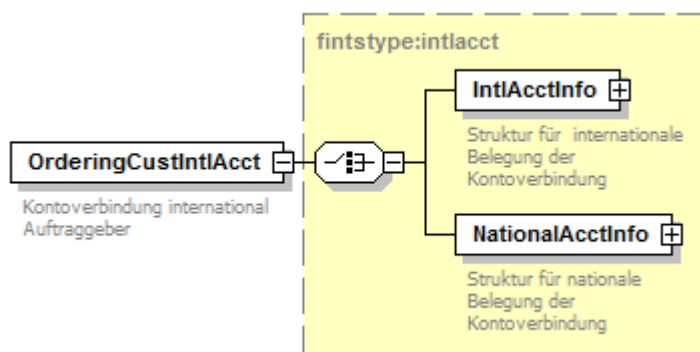 fintstype:intlacct
IntlAcctInfo
Struktur für internationale
Belegung der
Kontoverbindung
OrderingCustIntlAcct
Kontoverbindung international
Auftraggeber
NationalAcctInfo
Struktur für nationale
Belegung der
Kontoverbindung